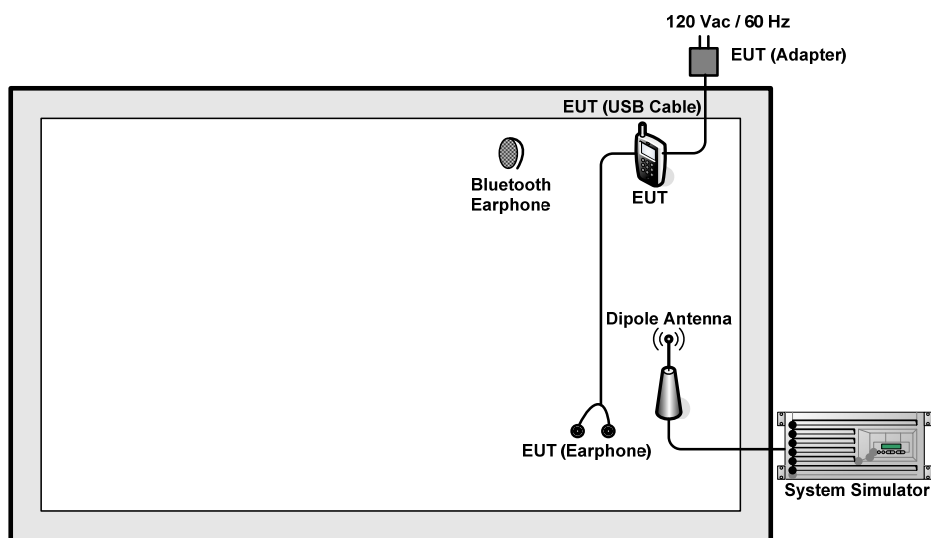 120 Vac / 60 Hz
EUT (Adapter)
EUT (USB Cable)
Bluetooth
Earphone
EUT
Dipole Antenna
EUT (Earphone)
System Simulator